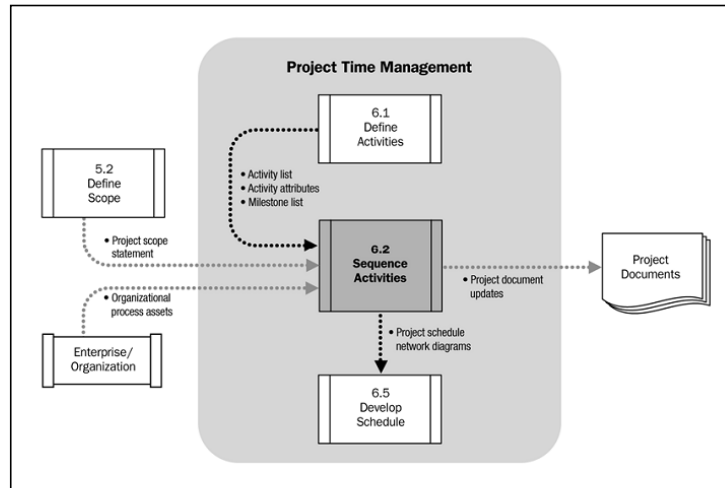 Project Time Management
6.1
Define
Activities
5.2
Define
Scope
• Activity list
• Activity attributes
• Milestone list
• Project scope
statement
6.2
Sequence
Activities
Project
Documents
• Project document
updates
• Organizational
process assets
Enterprise/
Organization
• Project schedule
network diagrams
6.5
Develop
Schedule